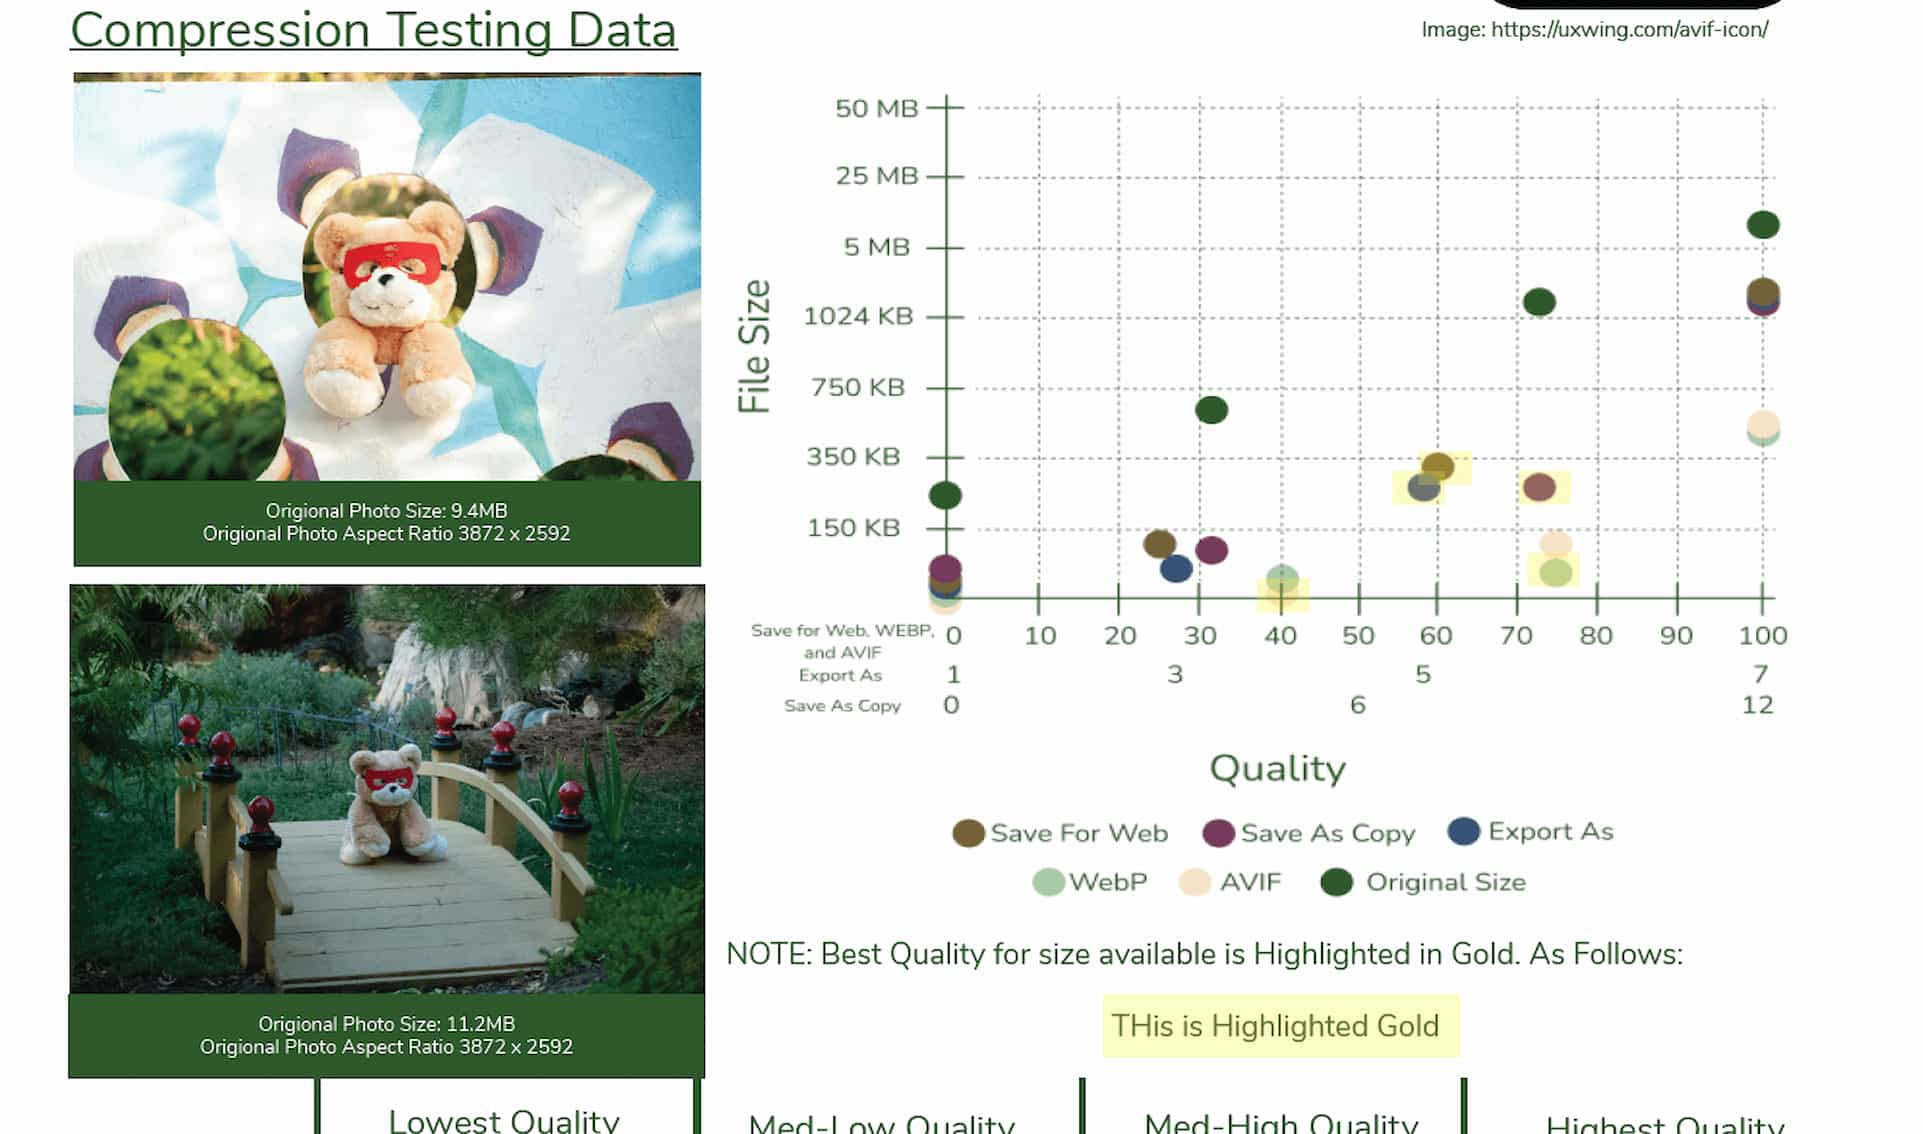 Compression Testing Data
Image: https://uxwing.com/avif-icon/
Origional Photo Size: 9.4MB
Origional Photo Aspect Ratio 3872 x 2592
Origional Photo Size: 11.2MB
Origional Photo Aspect Ratio 3872 x 2592
File Size
50 MB
25 MB
5 MB
1024 KB
750 KB
350 KB
150 KB
Save for Web, WEBP, 0 10 20 30 40 50 60 70 80 90 100
and AVIF
Export As 1 3 5 7
Save As Copy 0 6 12
Quality
Save For Web Save As Copy Export As
WebP AVIF Original Size
NOTE: Best Quality for size available is Highlighted in Gold. As Follows:
THis is Highlighted Gold
Lowest Quality Med-Low Quality Med-High Quality Highest Quality